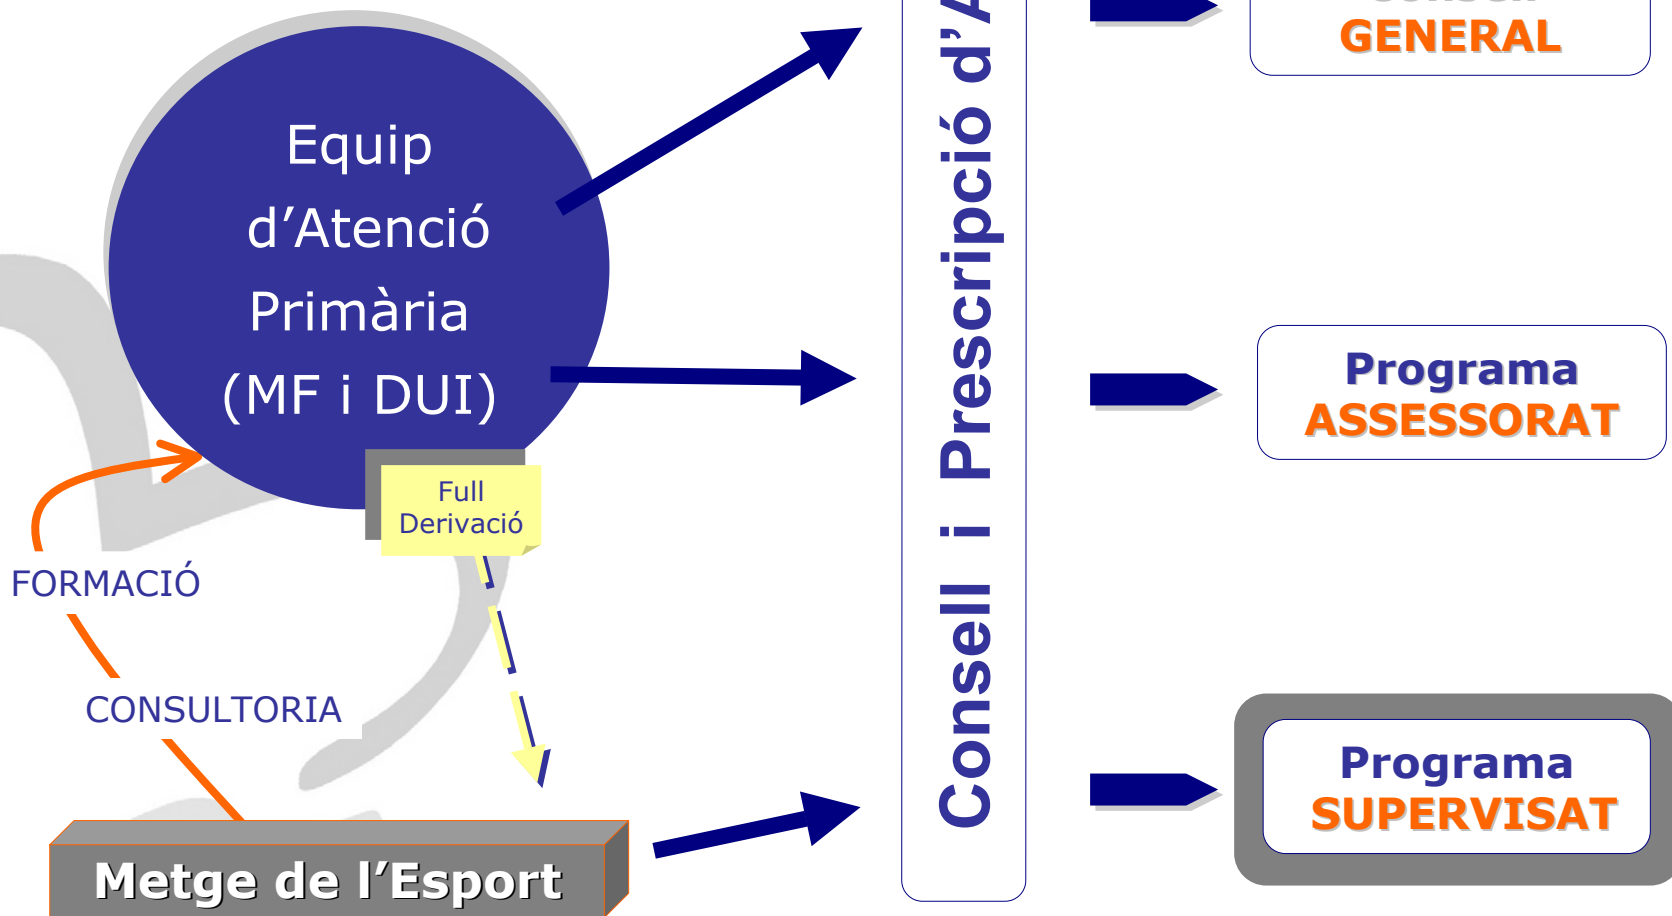 GENERAL
Equip
d’Atenció
Primària
(MF i DUI)
Consell i Prescripció d’A
Programa
ASSESSORAT
Full
Derivació
FORMACIÓ
CONSULTORIA
Programa
SUPERVISAT
Metge de l’Esport